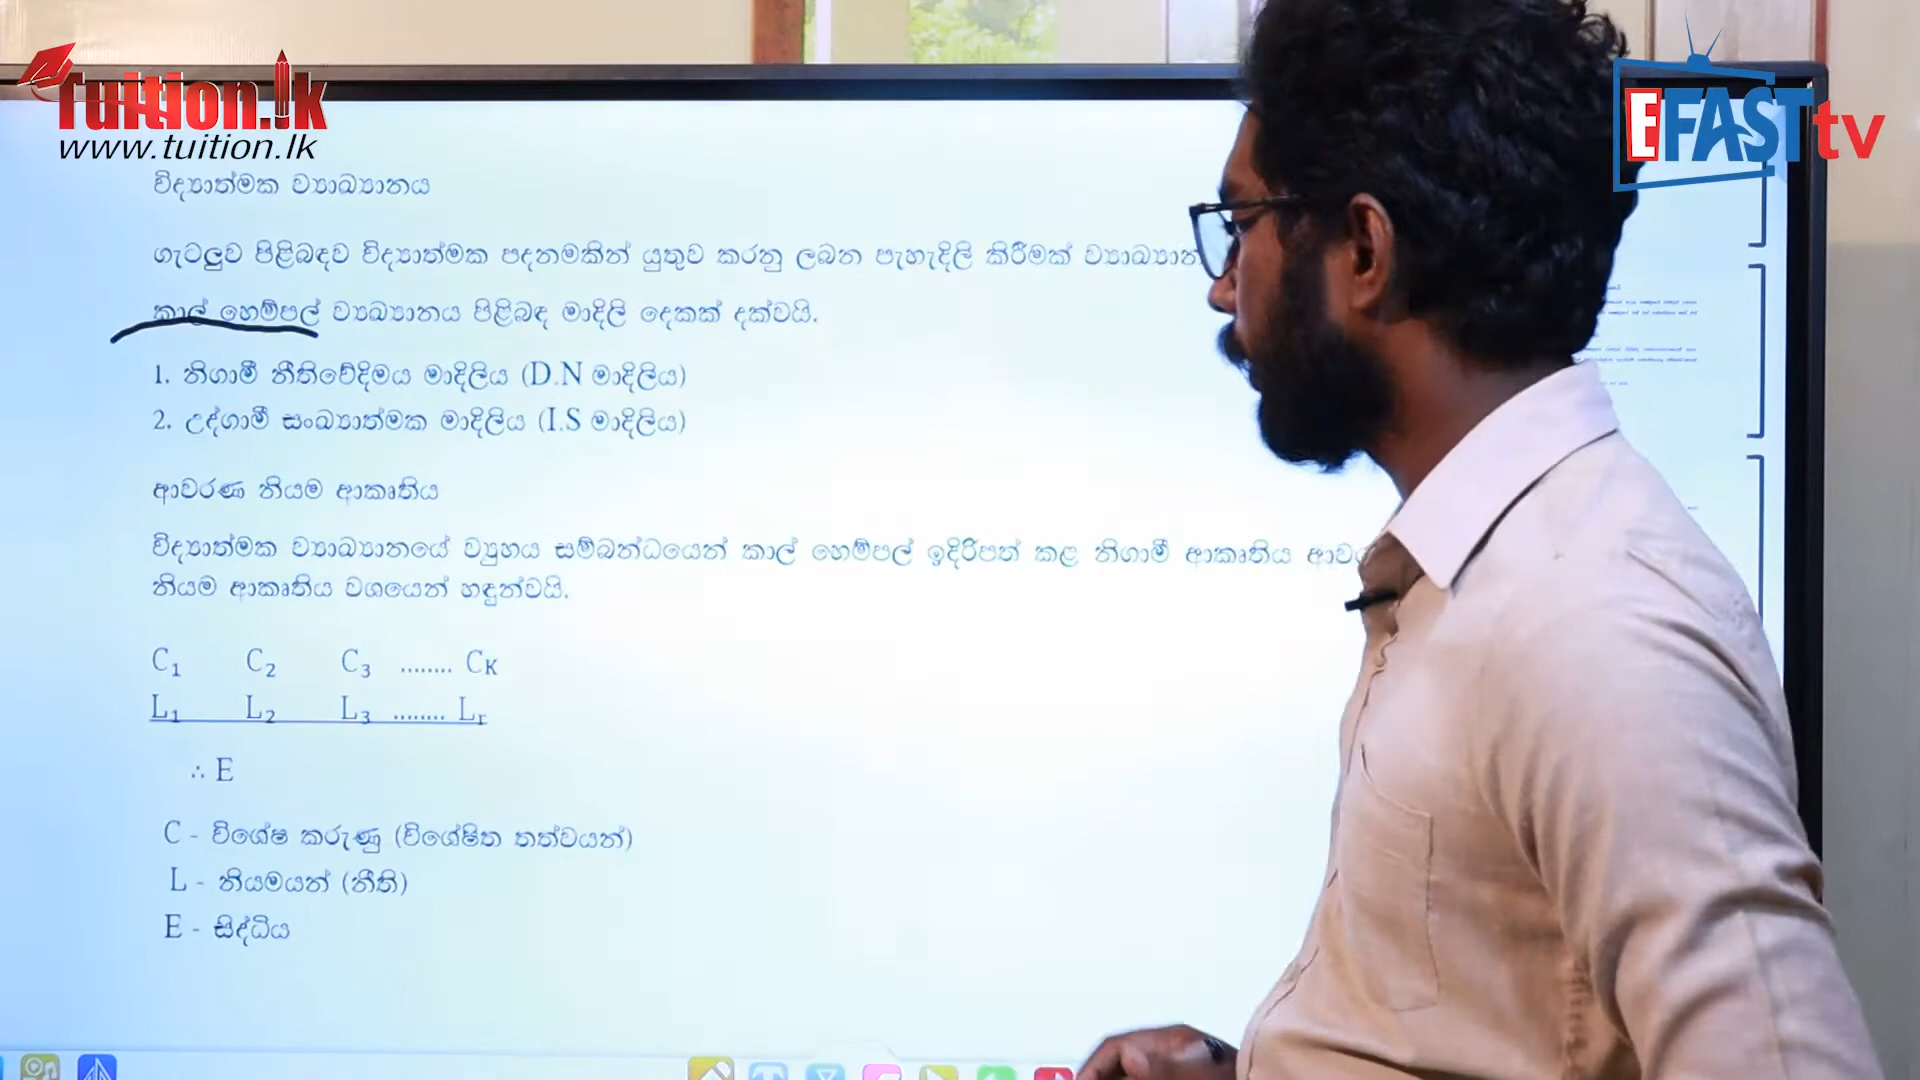 Tuition.lk
www.tuition.lk
EFAST tv
විද්‍යාත්මක ව්‍යාඛ්‍යානය
ගැටලුව පිළිබඳව විද්‍යාත්මක පදනමකින් යුතුව කරනු ලබන පැහැදිලි කිරීමක්
කාල් හෙම්පල් ව්‍යඛ්‍යානය පිළිබඳ මාදිලි දෙකක් දක්වයි.
1. නිගාමී නීතිවේදිමය මාදිලිය (D.N මාදිලිය)
2. උද්ගාමී සංඛ්‍යාත්මක මාදිලිය (I.S මාදිලිය)
ආවරණ නියම ආකෘතිය
විද්‍යාත්මක ව්‍යාඛ්‍යානයේ ව්‍යුහය සම්බන්ධයෙන් කාල් හෙම්පල් ඉදිරිපත් කළ නිගාමී ආකෘතිය
නියම ආකෘතිය වශයෙන් හඳුන්වයි.
C₁ C₂ C₃ ........ Cĸ
L₁ L₂ L₃ ........ Lᵣ
∴ E
C - විශේෂ කරුණු (විශේෂිත තත්වයන්)
L - නියමයන් (නීති)
E - සිද්ධිය